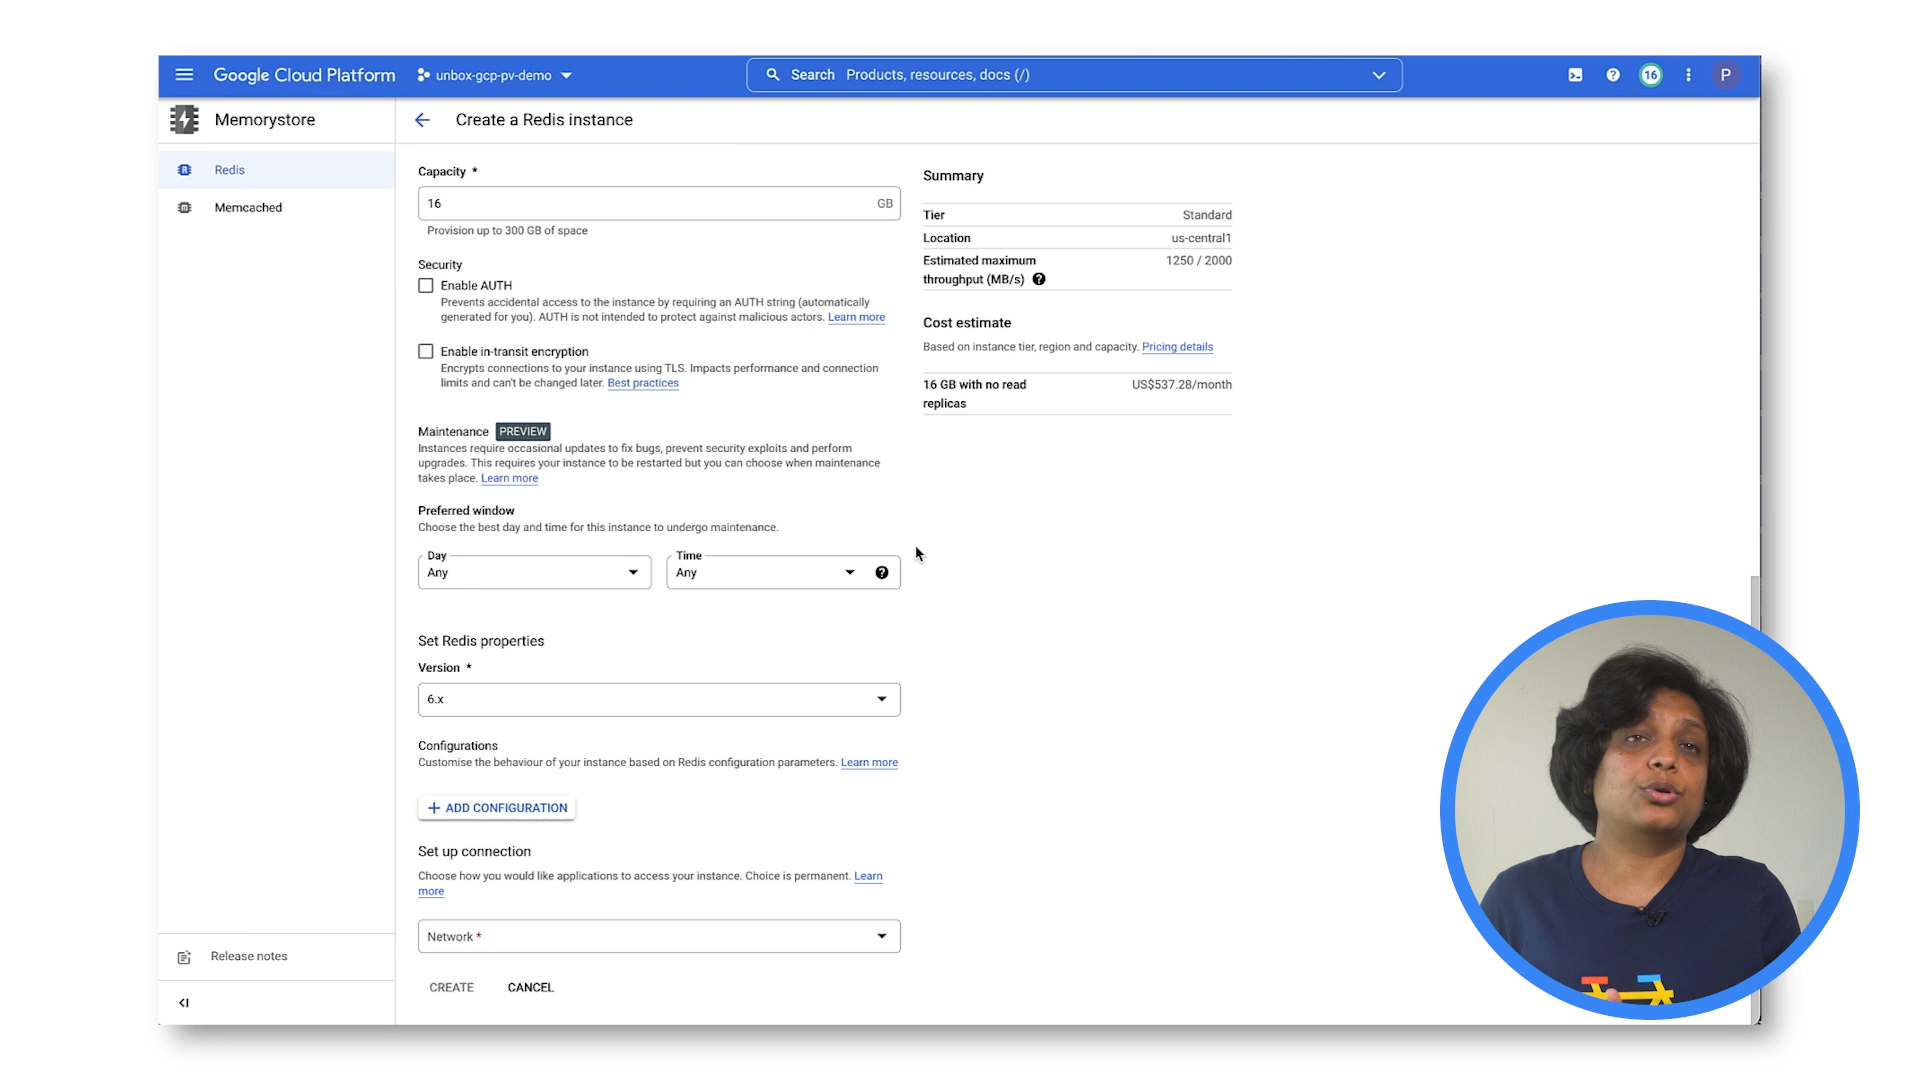 Google Cloud Platform
unbox-gcp-pv-demo
Search Products, resources, docs (/)
16
P
Memorystore
Create a Redis instance
Redis
Memcached
Release notes
Capacity *
16 GB
Provision up to 300 GB of space
Security
Enable AUTH
Prevents accidental access to the instance by requiring an AUTH string (automatically
generated for you). AUTH is not intended to protect against malicious actors. Learn more
Enable in-transit encryption
Encrypts connections to your instance using TLS. Impacts performance and connection
limits and can't be changed later. Best practices
Maintenance PREVIEW
Instances require occasional updates to fix bugs, prevent security exploits and perform
upgrades. This requires your instance to be restarted but you can choose when maintenance
takes place. Learn more
Preferred window
Choose the best day and time for this instance to undergo maintenance.
Day
Any
Time
Any
Set Redis properties
Version *
6.x
Configurations
Customise the behaviour of your instance based on Redis configuration parameters. Learn more
+ ADD CONFIGURATION
Set up connection
Choose how you would like applications to access your instance. Choice is permanent. Learn
more
Network *
CREATE CANCEL
Summary
Tier Standard
Location us-central1
Estimated maximum 1250 / 2000
throughput (MB/s)
Cost estimate
Based on instance tier, region and capacity. Pricing details
16 GB with no read US$537.28/month
replicas